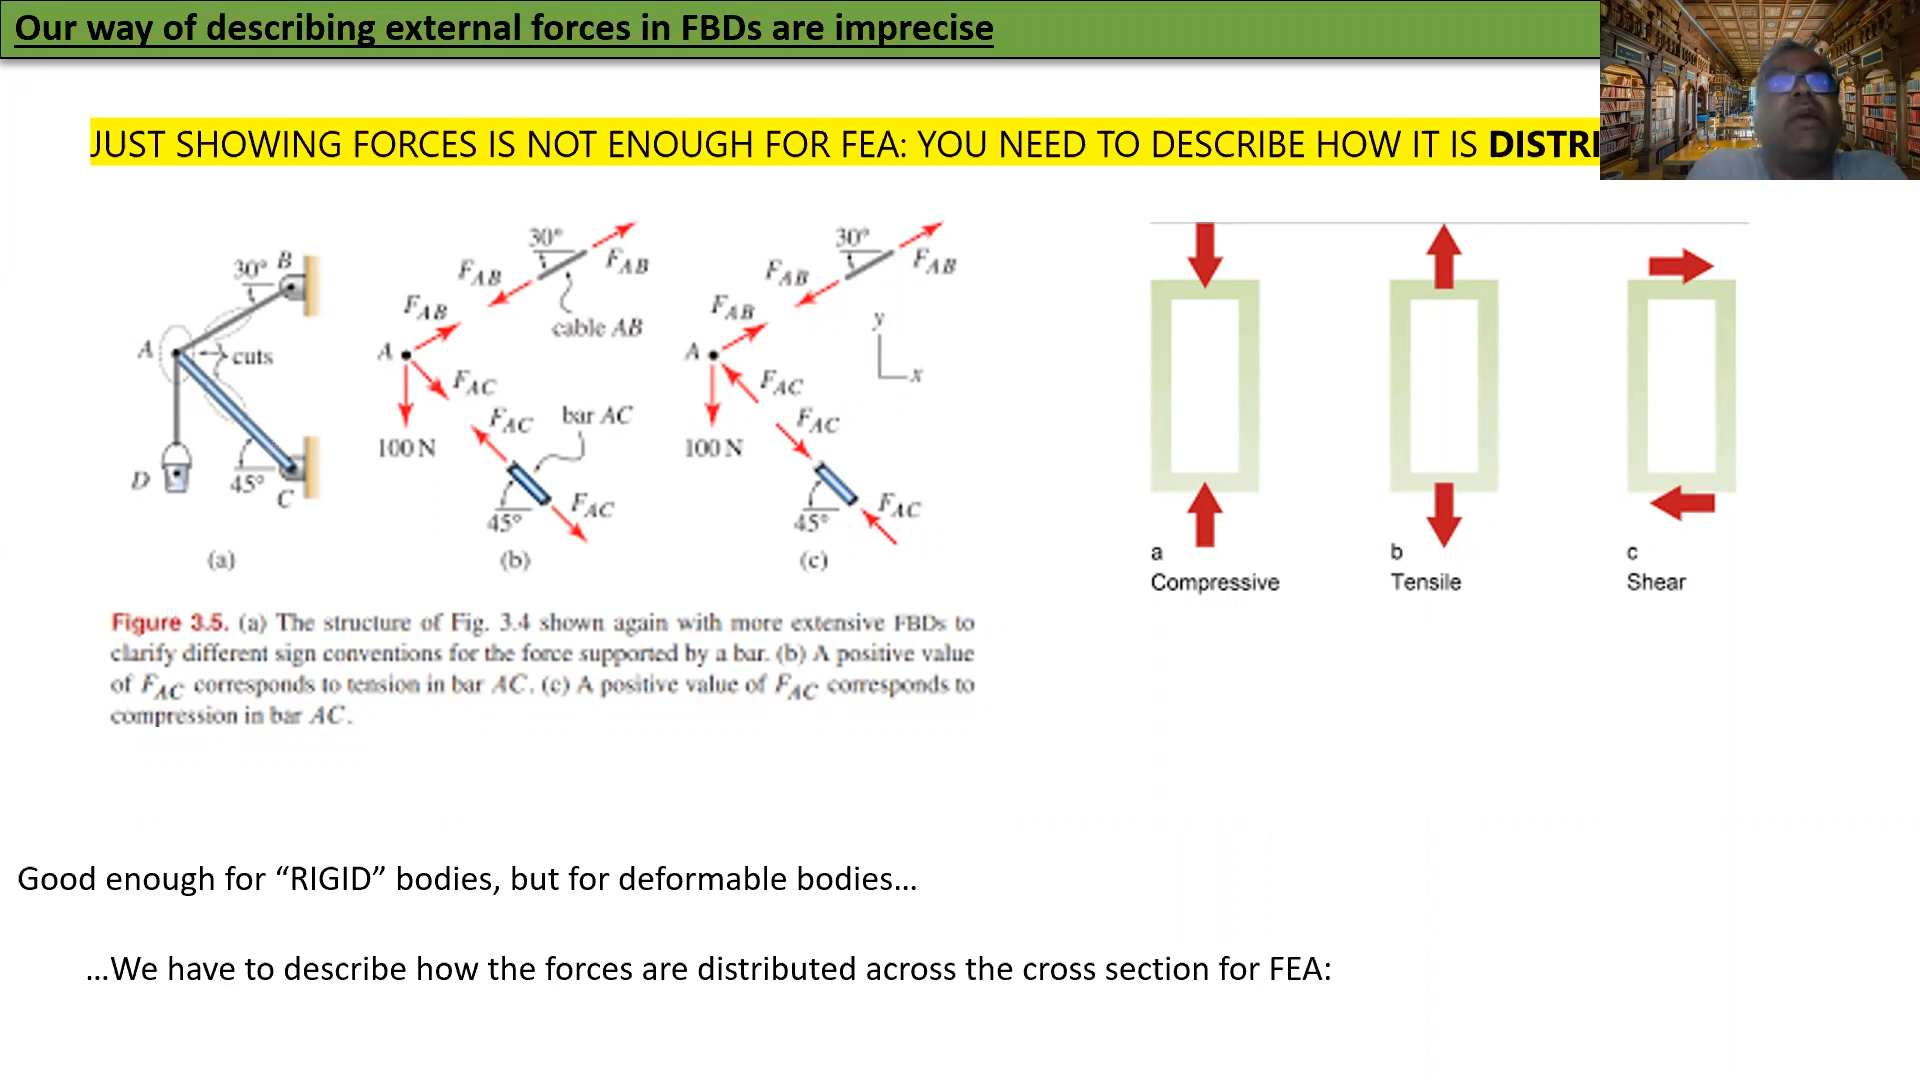 Our way of describing external forces in FBDs are imprecise
JUST SHOWING FORCES IS NOT ENOUGH FOR FEA: YOU NEED TO DESCRIBE HOW IT IS DISTRI
30° B
A
cuts
D
45° C
(a)
30°
F_AB
F_AB
F_AB
cable AB
A
F_AC
F_AC
bar AC
100 N
F_AC
45°
(b)
30°
F_AB
F_AB
F_AB
y
x
A
F_AC
F_AC
100 N
F_AC
45°
(c)
Figure 3.5. (a) The structure of Fig. 3.4 shown again with more extensive FBDs to
clarify different sign conventions for the force supported by a bar. (b) A positive value
of F_AC corresponds to tension in bar AC. (c) A positive value of F_AC corresponds to
compression in bar AC.
a
Compressive
b
Tensile
c
Shear
Good enough for “RIGID” bodies, but for deformable bodies…
…We have to describe how the forces are distributed across the cross section for FEA: